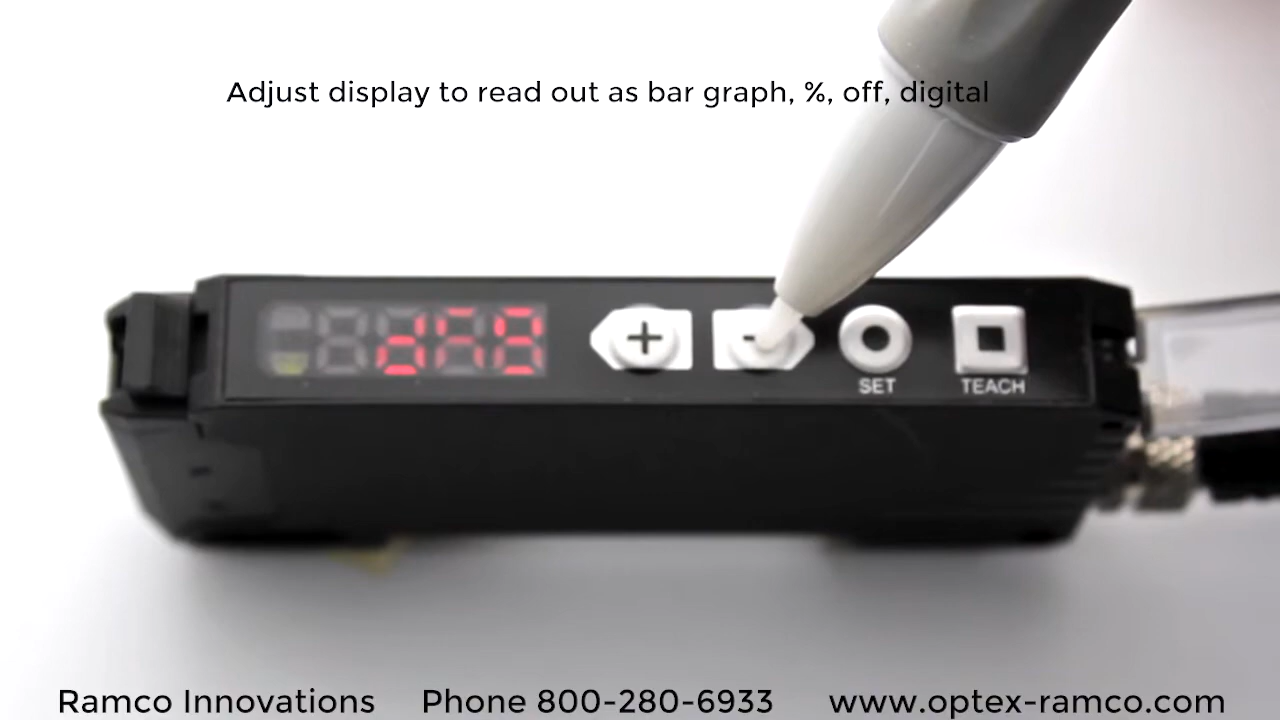 Adjust display to read out as bar graph, %, off, digital
+
-
SET
TEACH
Ramco Innovations Phone 800-280-6933 www.optex-ramco.com